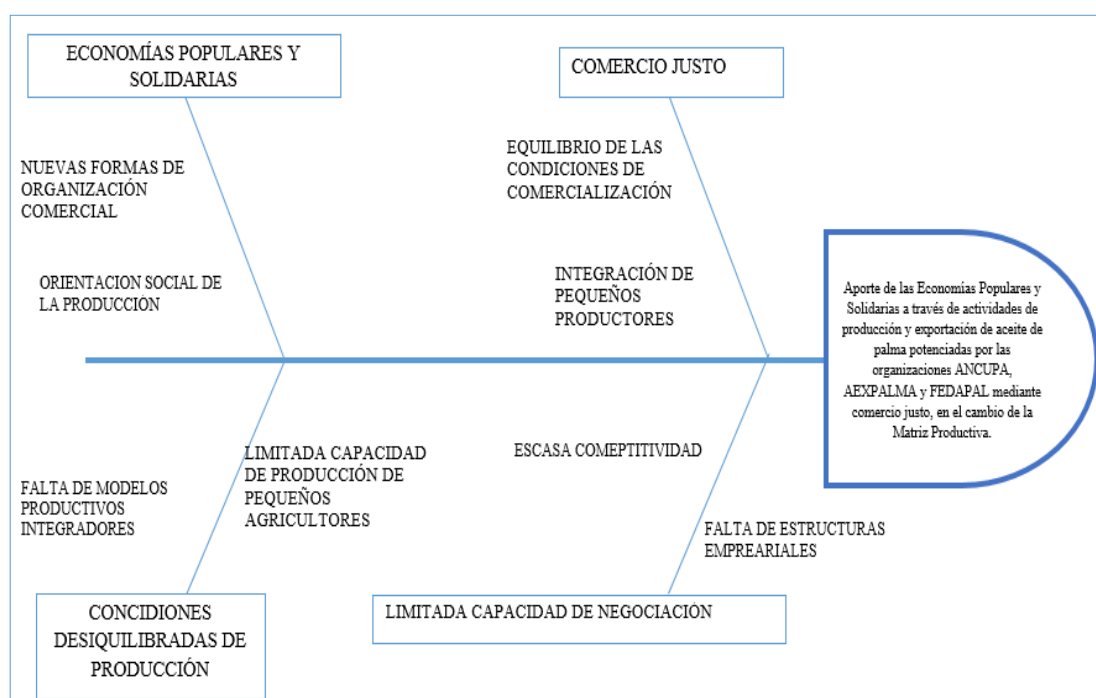 ECONOMÍAS POPULARES Y
SOLIDARIAS
COMERCIO JUSTO
NUEVAS FORMAS DE
ORGANIZACIÓN
COMERCIAL
ORIENTACION SOCIAL DE
LA PRODUCCIÓN
EQUILIBRIO DE LAS
CONDICIONES DE
COMERCIALIZACIÓN
INTEGRACIÓN DE
PEQUEÑOS
PRODUCTORES
Aporte de las Economías Populares y
Solidarias a través de actividades de
producción y exportación de aceite de
palma potenciadas por las
organizaciones ANCUPA,
AEXPALMA y FEDAPAL mediante
comercio justo, en el cambio de la
Matriz Productiva.
FALTA DE MODELOS
PRODUCTIVOS
INTEGRADORES
LIMITADA CAPACIDAD
DE PRODUCCIÓN DE
PEQUEÑOS
AGRICULTORES
ESCASA COMEPTITIVIDAD
FALTA DE ESTRUCTURAS
EMPREARIALES
CONCIDIONES
DESIQUILIBRADAS DE
PRODUCCIÓN
LIMITADA CAPACIDAD DE NEGOCIACIÓN